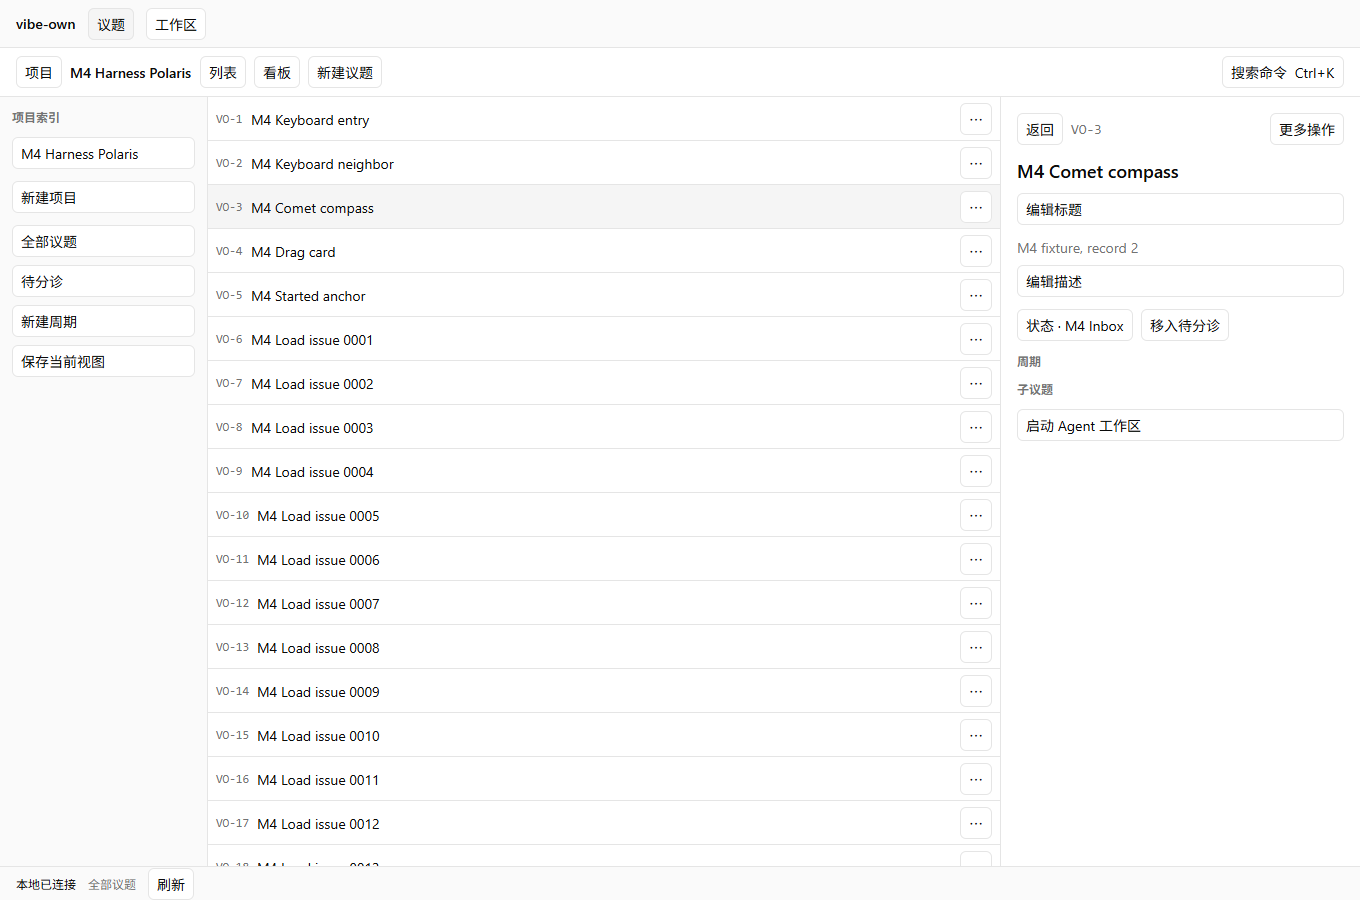 vibe-own 议题 工作区
项目 M4 Harness Polaris 列表 看板 新建议题 搜索命令 Ctrl+K
项目索引
M4 Harness Polaris
新建项目
全部议题
待分诊
新建周期
保存当前视图
VO-1 M4 Keyboard entry ···
VO-2 M4 Keyboard neighbor ···
VO-3 M4 Comet compass ···
VO-4 M4 Drag card ···
VO-5 M4 Started anchor ···
VO-6 M4 Load issue 0001 ···
VO-7 M4 Load issue 0002 ···
VO-8 M4 Load issue 0003 ···
VO-9 M4 Load issue 0004 ···
VO-10 M4 Load issue 0005 ···
VO-11 M4 Load issue 0006 ···
VO-12 M4 Load issue 0007 ···
VO-13 M4 Load issue 0008 ···
VO-14 M4 Load issue 0009 ···
VO-15 M4 Load issue 0010 ···
VO-16 M4 Load issue 0011 ···
VO-17 M4 Load issue 0012 ···
VO-18 M4 Load issue 0013
返回 VO-3 更多操作
M4 Comet compass
编辑标题
M4 fixture, record 2
编辑描述
状态 · M4 Inbox 移入待分诊
周期
子议题
启动 Agent 工作区
本地已连接 全部议题 刷新